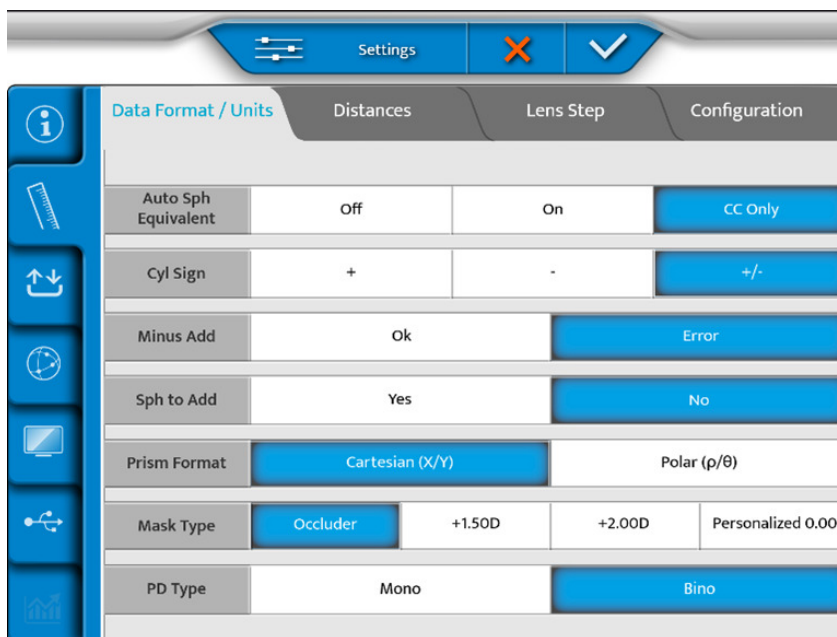 Settings
Data Format / Units
Distances
Lens Step
Configuration
Auto Sph
Equivalent
Off
On
CC Only
Cyl Sign
+
-
+/-
Minus Add
Ok
Error
Sph to Add
Yes
No
Prism Format
Cartesian (X/Y)
Polar (ρ/θ)
Mask Type
Occluder
+1.50D
+2.00D
Personalized 0.00
PD Type
Mono
Bino